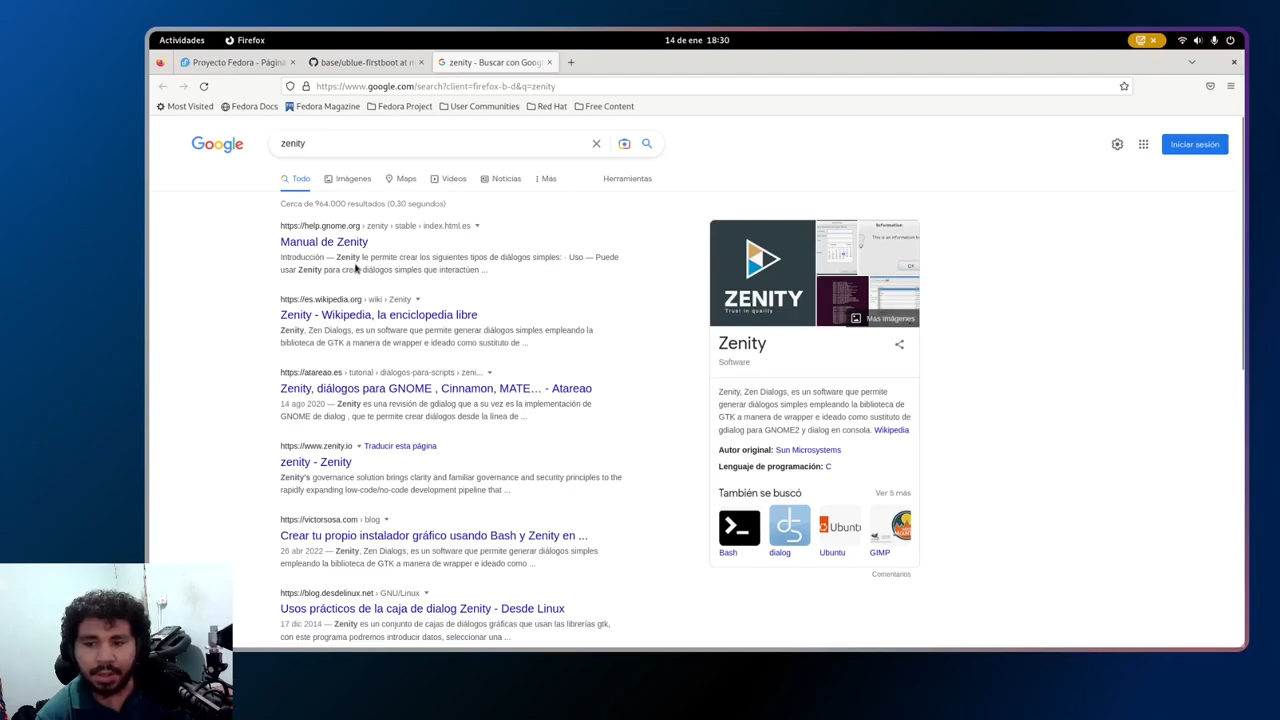 Actividades
Firefox
14 de ene 18:30
Proyecto Fedora - Página
base/ublue-firstboot at m
zenity - Buscar con Google
https://www.google.com/search?client=firefox-b-d&q=zenity
Most Visited
Fedora Docs
Fedora Magazine
Fedora Project
User Communities
Red Hat
Free Content
Google
zenity
Iniciar sesión
Todo
Imágenes
Maps
Vídeos
Noticias
Más
Herramientas
Cerca de 964.000 resultados (0,30 segundos)
https://help.gnome.org › zenity › stable › index.html.es
Manual de Zenity
Introducción — Zenity le permite crear los siguientes tipos de diálogos simples: · Uso — Puede
usar Zenity para crear diálogos simples que interactúen ...
https://es.wikipedia.org › wiki › Zenity
Zenity - Wikipedia, la enciclopedia libre
Zenity, Zen Dialogs, es un software que permite generar diálogos simples empleando la
biblioteca de GTK a manera de wrapper e ideado como sustituto de ...
https://atareao.es › tutorial › dialogos-para-scripts › zeni...
Zenity, diálogos para GNOME , Cinnamon, MATE… - Atareao
14 ago 2020 — Zenity es una revisión de gdialog que a su vez es la implementación de
GNOME de dialog , que te permite crear diálogos desde la línea de ...
https://www.zenity.io
Traducir esta página
zenity - Zenity
Zenity's governance solution brings clarity and familiar governance and security principles to the
rapidly expanding low-code/no-code development pipeline that ...
https://victorsosa.com › blog
Crear tu propio instalador gráfico usando Bash y Zenity en ...
26 abr 2022 — Zenity, Zen Dialogs, es un software que permite generar diálogos simples
empleando la biblioteca de GTK a manera de wrapper e ideado como ...
https://blog.desdelinux.net › GNU/Linux
Usos prácticos de la caja de dialog Zenity - Desde Linux
17 dic 2014 — Zenity es un conjunto de cajas de diálogos gráficas que usan las librerías gtk,
con este programa podremos introducir datos, seleccionar una ...
ZENITY
Trust in quality
Information
OK
Más imágenes
Zenity
Software
Zenity, Zen Dialogs, es un software que permite
generar diálogos simples empleando la biblioteca de
GTK a manera de wrapper e ideado como sustituto de
gdialog para GNOME2 y dialog en consola. Wikipedia
Autor original: Sun Microsystems
Lenguaje de programación: C
También se buscó
Ver 5 más
Bash
dialog
Ubuntu
GIMP
Comentarios